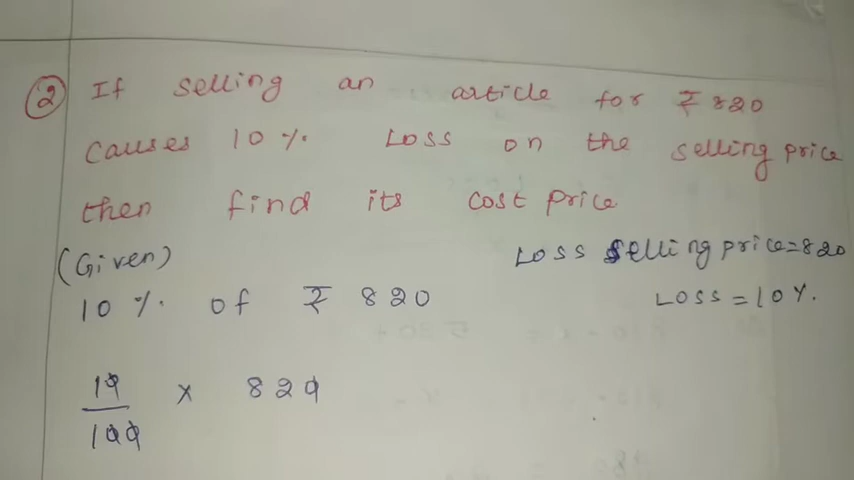 ② If selling an article for ₹ 820
causes 10 % Loss on the selling price
then find its cost price
(Given)
Loss Selling price = 820
10 % of ₹ 820
Loss = 10 %.
10/100 × 820